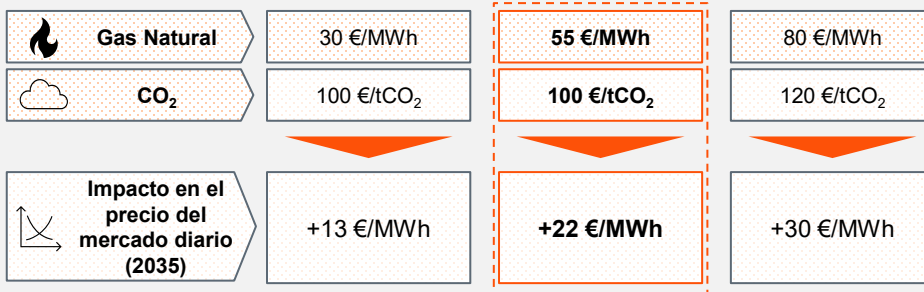 Gas Natural
30 €/MWh
55 €/MWh
80 €/MWh
CO₂
100 €/tCO₂
100 €/tCO₂
120 €/tCO₂
Impacto en el
precio del
mercado diario
(2035)
+13 €/MWh
+22 €/MWh
+30 €/MWh